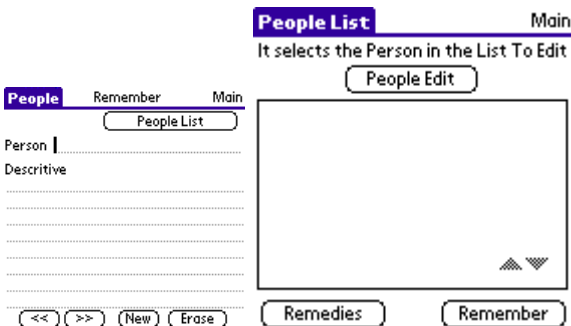 People Remember Main
People List
Person
Descritive
<< >> New Erase
People List Main
It selects the Person in the List To Edit
People Edit
Remedies Remember